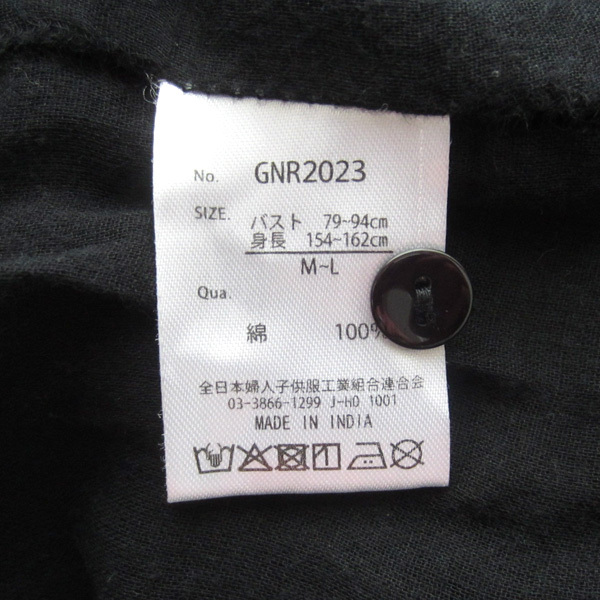 No. GNR2023
SIZE. バスト 79~94cm
身長 154~162cm
M~L
Qua.
綿 100%
全日本婦人子供服工業組合連合会
03-3866-1299 J-H0 1001
MADE IN INDIA